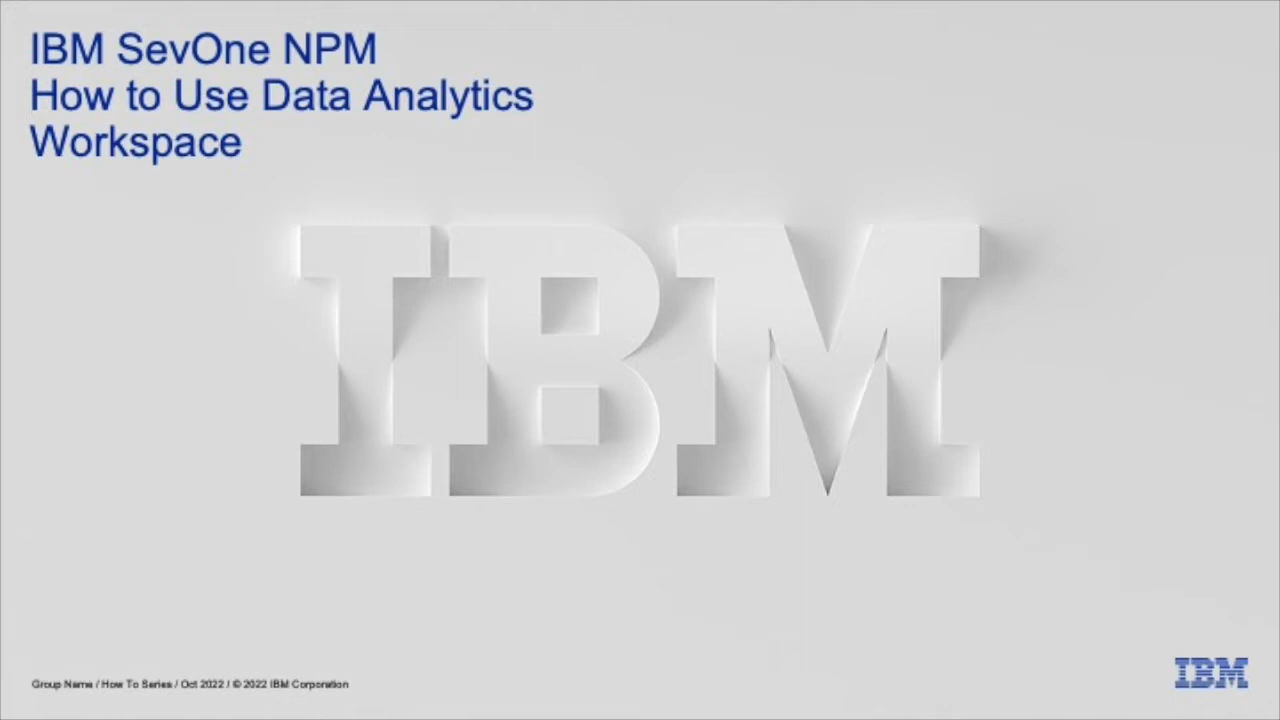 IBM SevOne NPM
How to Use Data Analytics
Workspace
IBM
Group Name / How To Series / Oct 2022 / © 2022 IBM Corporation
IBM